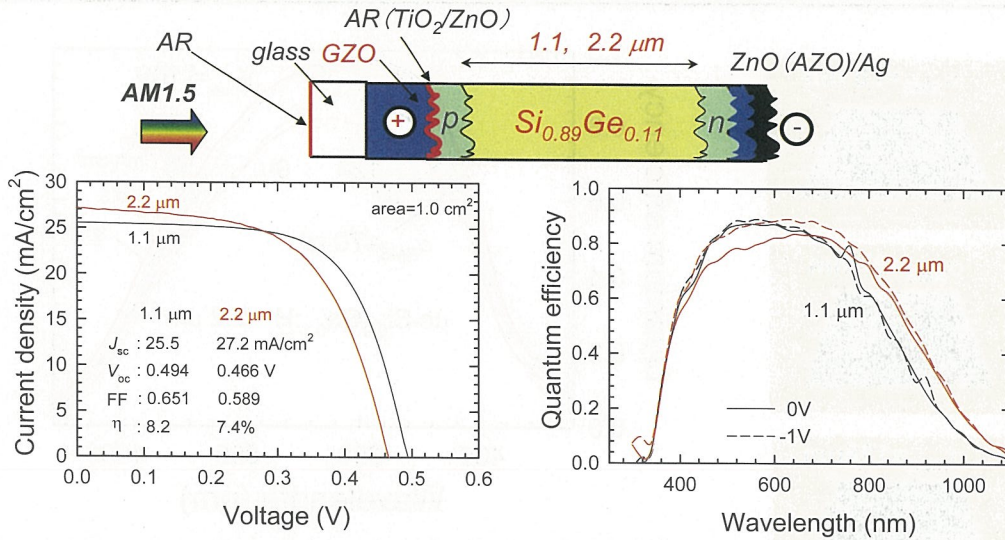 AR (TiO2/ZnO)
AR
glass GZO
1.1, 2.2 μm
ZnO (AZO)/Ag
AM1.5
+
p
Si0.89Ge0.11
n
-
30
25
20
15
10
5
0
Current density (mA/cm2)
2.2 μm
1.1 μm
area=1.0 cm2
1.1 μm 2.2 μm
Jsc : 25.5 27.2 mA/cm2
Voc : 0.494 0.466 V
FF : 0.651 0.589
η : 8.2 7.4%
0.0 0.1 0.2 0.3 0.4 0.5 0.6
Voltage (V)
1.0
0.8
0.6
0.4
0.2
0.0
Quantum efficiency
2.2 μm
1.1 μm
0V
-1V
400 600 800 1000
Wavelength (nm)